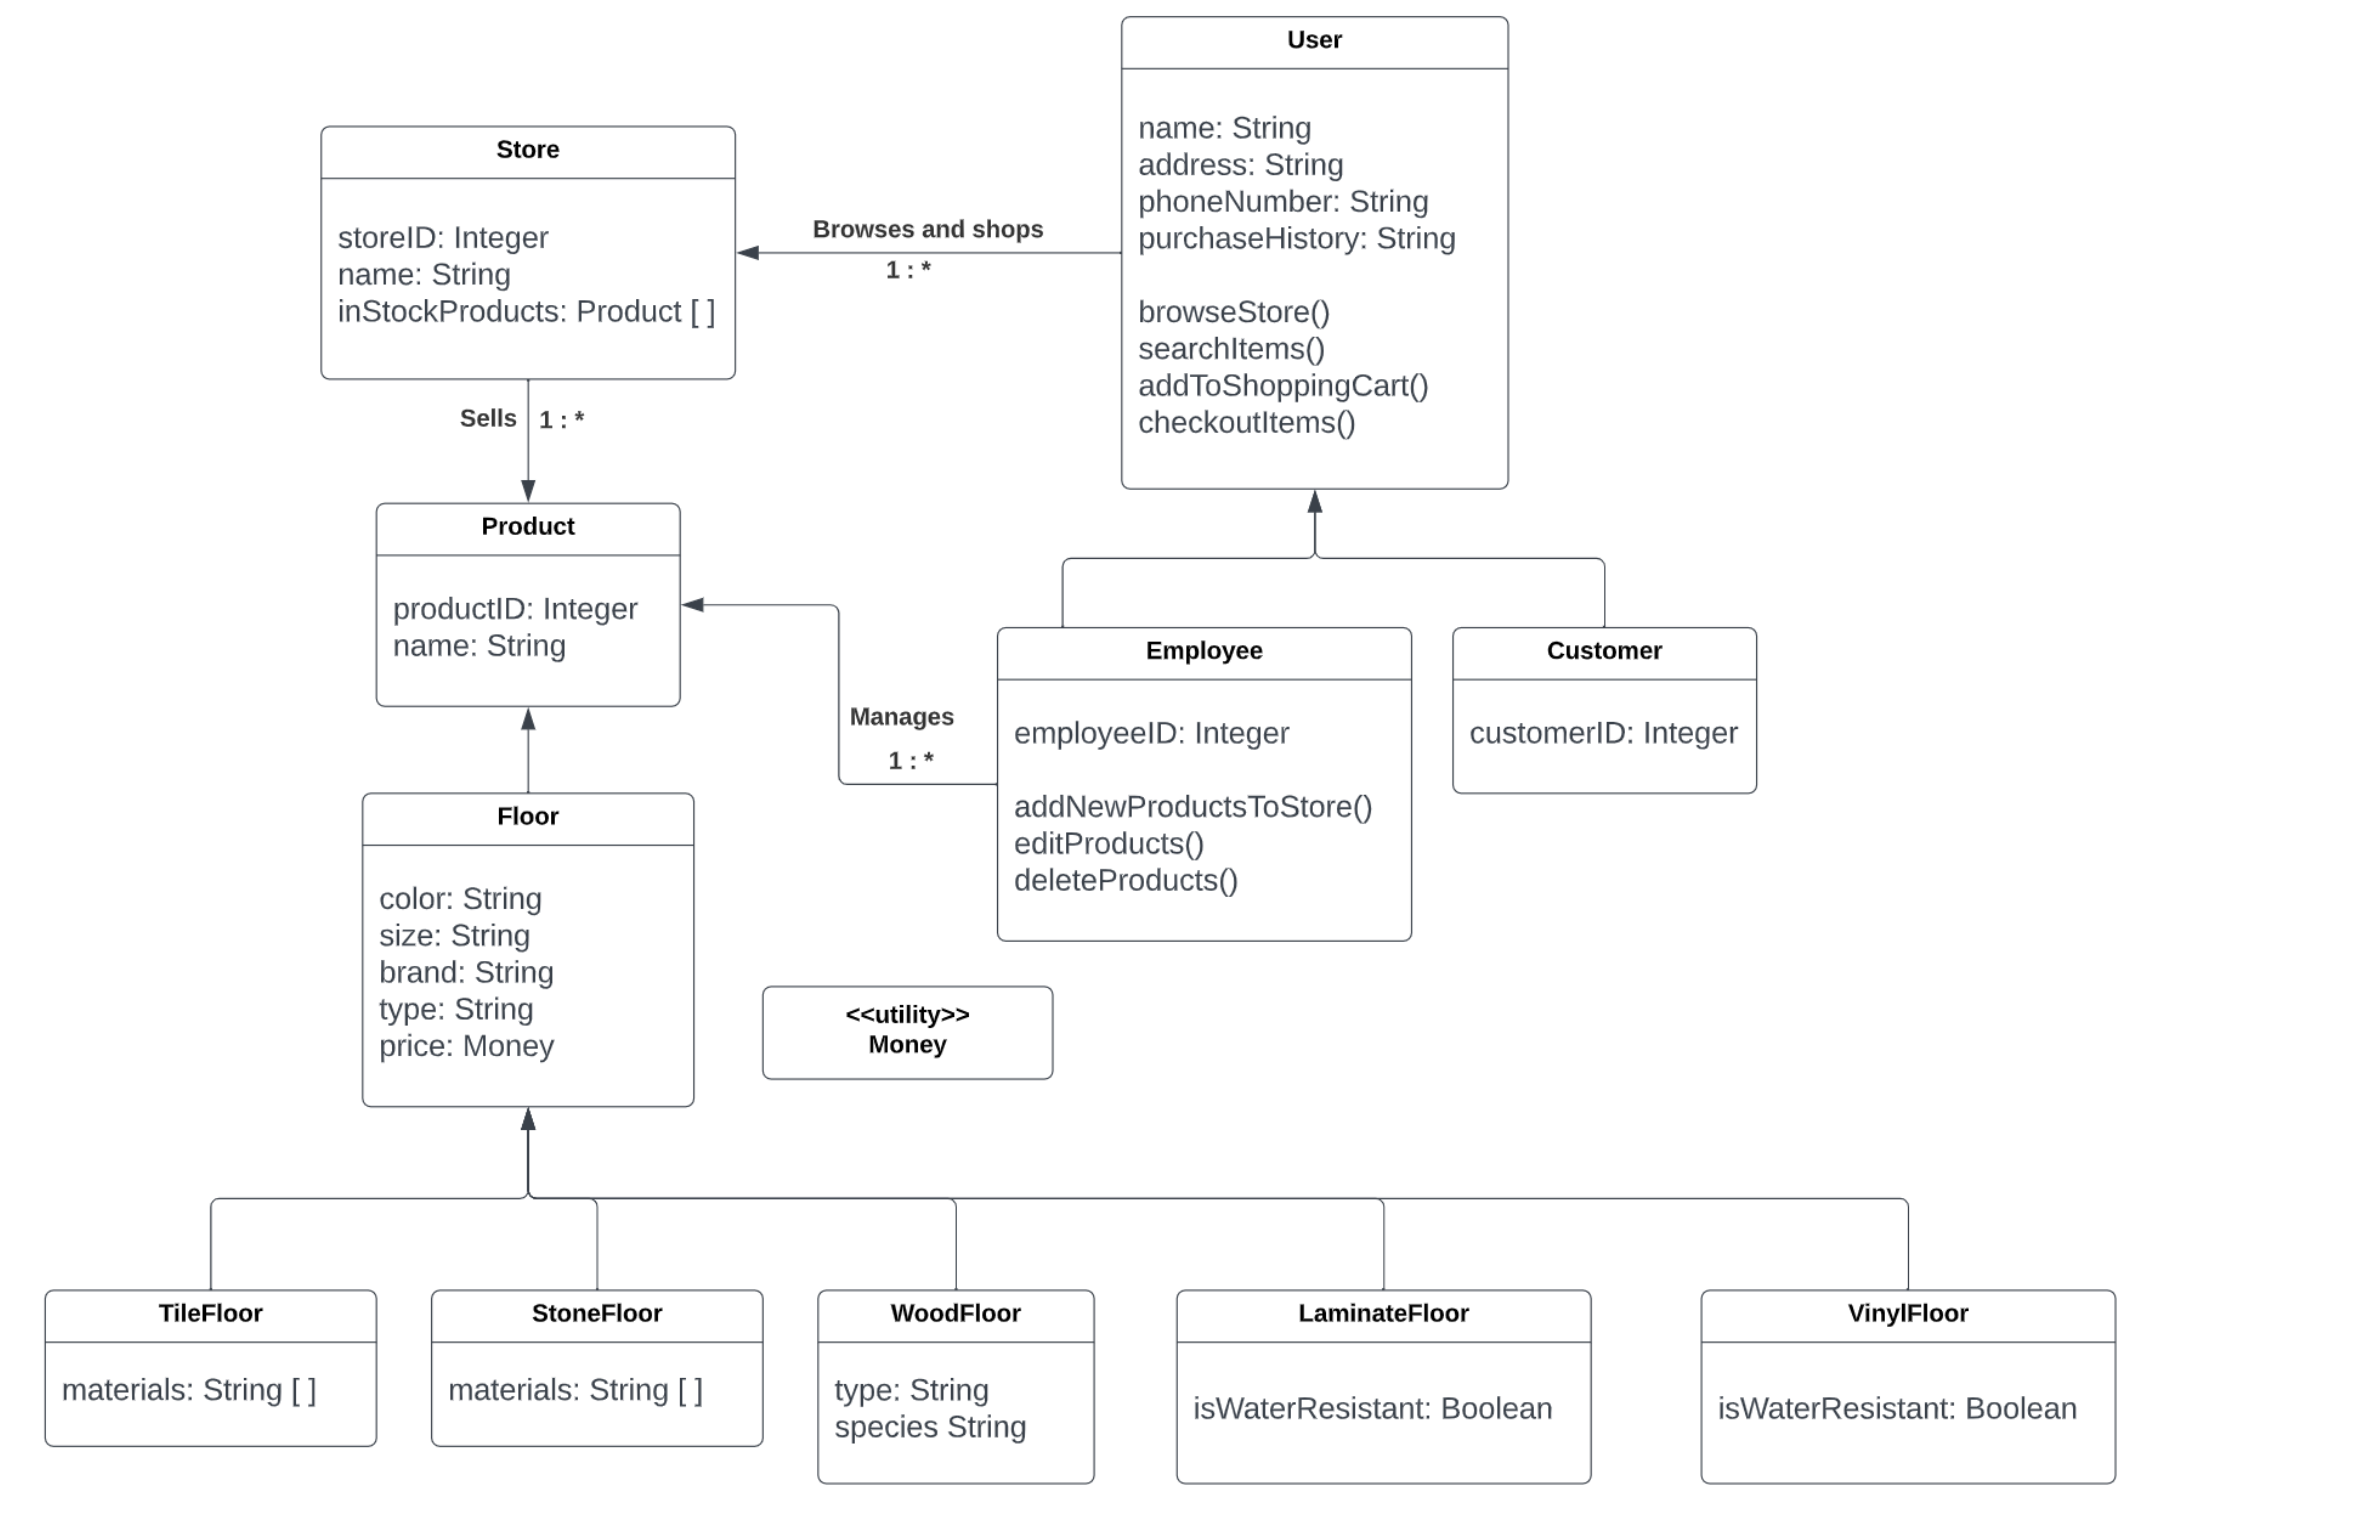 User
name: String
address: String
phoneNumber: String
purchaseHistory: String
browseStore()
searchItems()
addToShoppingCart()
checkoutItems()
Store
storeID: Integer
name: String
inStockProducts: Product [ ]
Browses and shops
1 : *
Sells
1 : *
Product
productID: Integer
name: String
Manages
1 : *
Employee
employeeID: Integer
addNewProductsToStore()
editProducts()
deleteProducts()
Customer
customerID: Integer
Floor
color: String
size: String
brand: String
type: String
price: Money
<<utility>>
Money
TileFloor
materials: String [ ]
StoneFloor
materials: String [ ]
WoodFloor
type: String
species String
LaminateFloor
isWaterResistant: Boolean
VinylFloor
isWaterResistant: Boolean